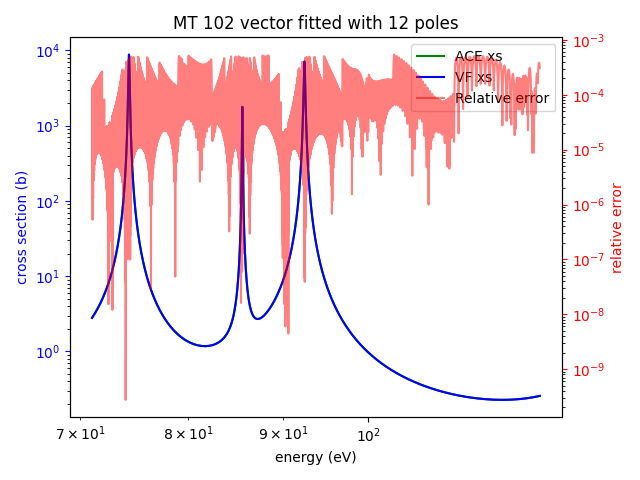 MT 102 vector fitted with 12 poles
ACE xs
VF xs
Relative error
cross section (b)
10⁴
10³
10²
10¹
10⁰
relative error
10⁻³
10⁻⁴
10⁻⁵
10⁻⁶
10⁻⁷
10⁻⁸
10⁻⁹
7 × 10¹
8 × 10¹
9 × 10¹
10²
energy (eV)